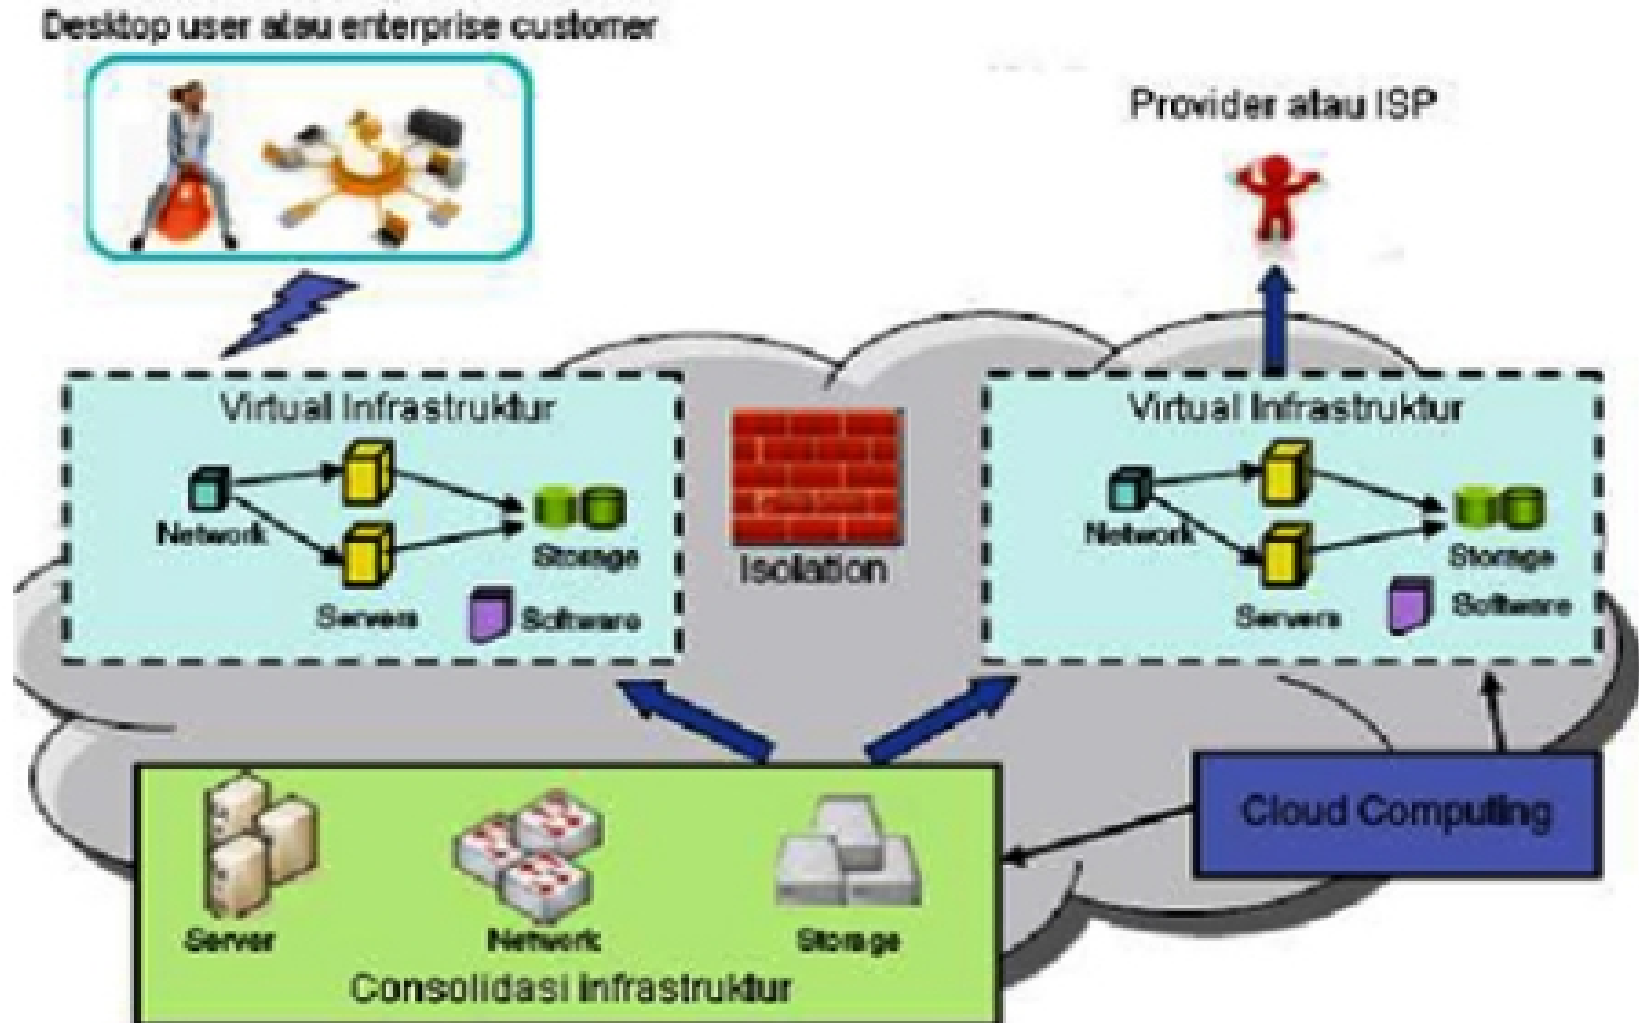 Desktop user atau enterprise customer
Provider atau ISP
Virtual Infrastruktur
Network
Storage
Servers
Software
Isolation
Virtual Infrastruktur
Network
Storage
Servers
Software
Cloud Computing
Server
Network
Storage
Consolidasi infrastruktur